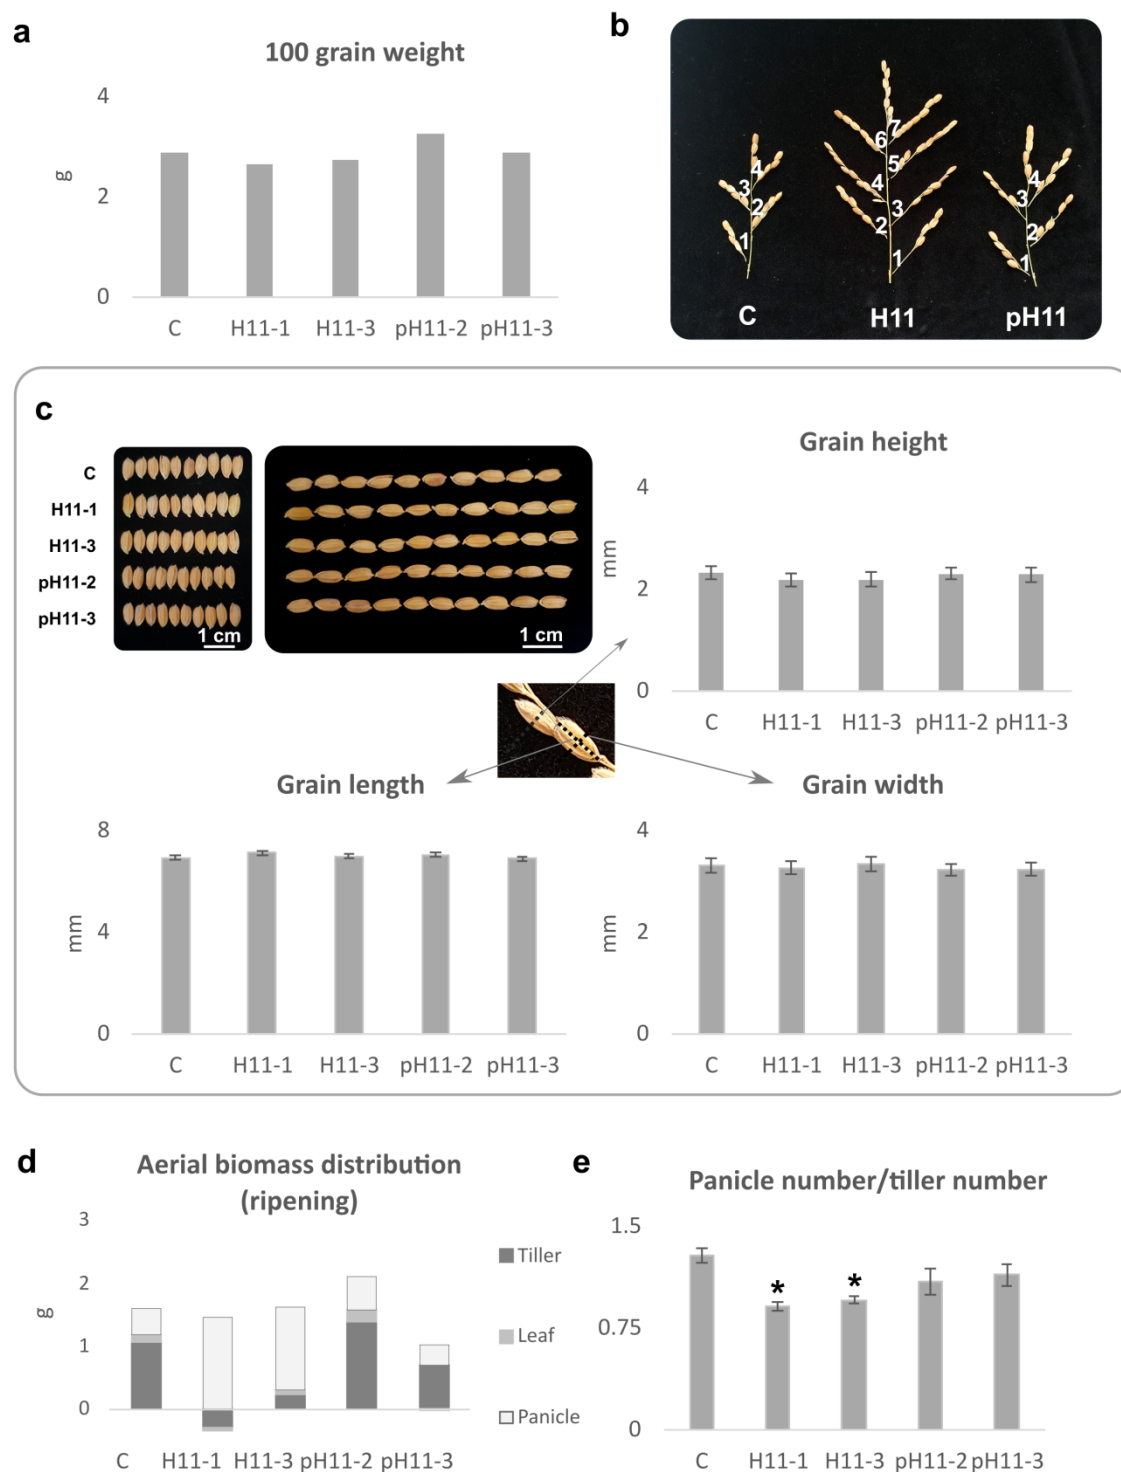 a
100 grain weight
4
2
0
g
C H11-1 H11-3 pH11-2 pH11-3
b
7
6
5
4
3
2
1
4
3
2
1
4
3
2
1
C H11 pH11
c
C
H11-1
H11-3
pH11-2
pH11-3
1 cm
1 cm
Grain height
4
2
0
mm
C H11-1 H11-3 pH11-2 pH11-3
Grain length
8
4
0
mm
C H11-1 H11-3 pH11-2 pH11-3
Grain width
4
2
0
mm
C H11-1 H11-3 pH11-2 pH11-3
d
Aerial biomass distribution
(ripening)
3
2
1
0
g
C H11-1 H11-3 pH11-2 pH11-3
Tiller
Leaf
Panicle
e
Panicle number/tiller number
1.5
0.75
0
* *
C H11-1 H11-3 pH11-2 pH11-3